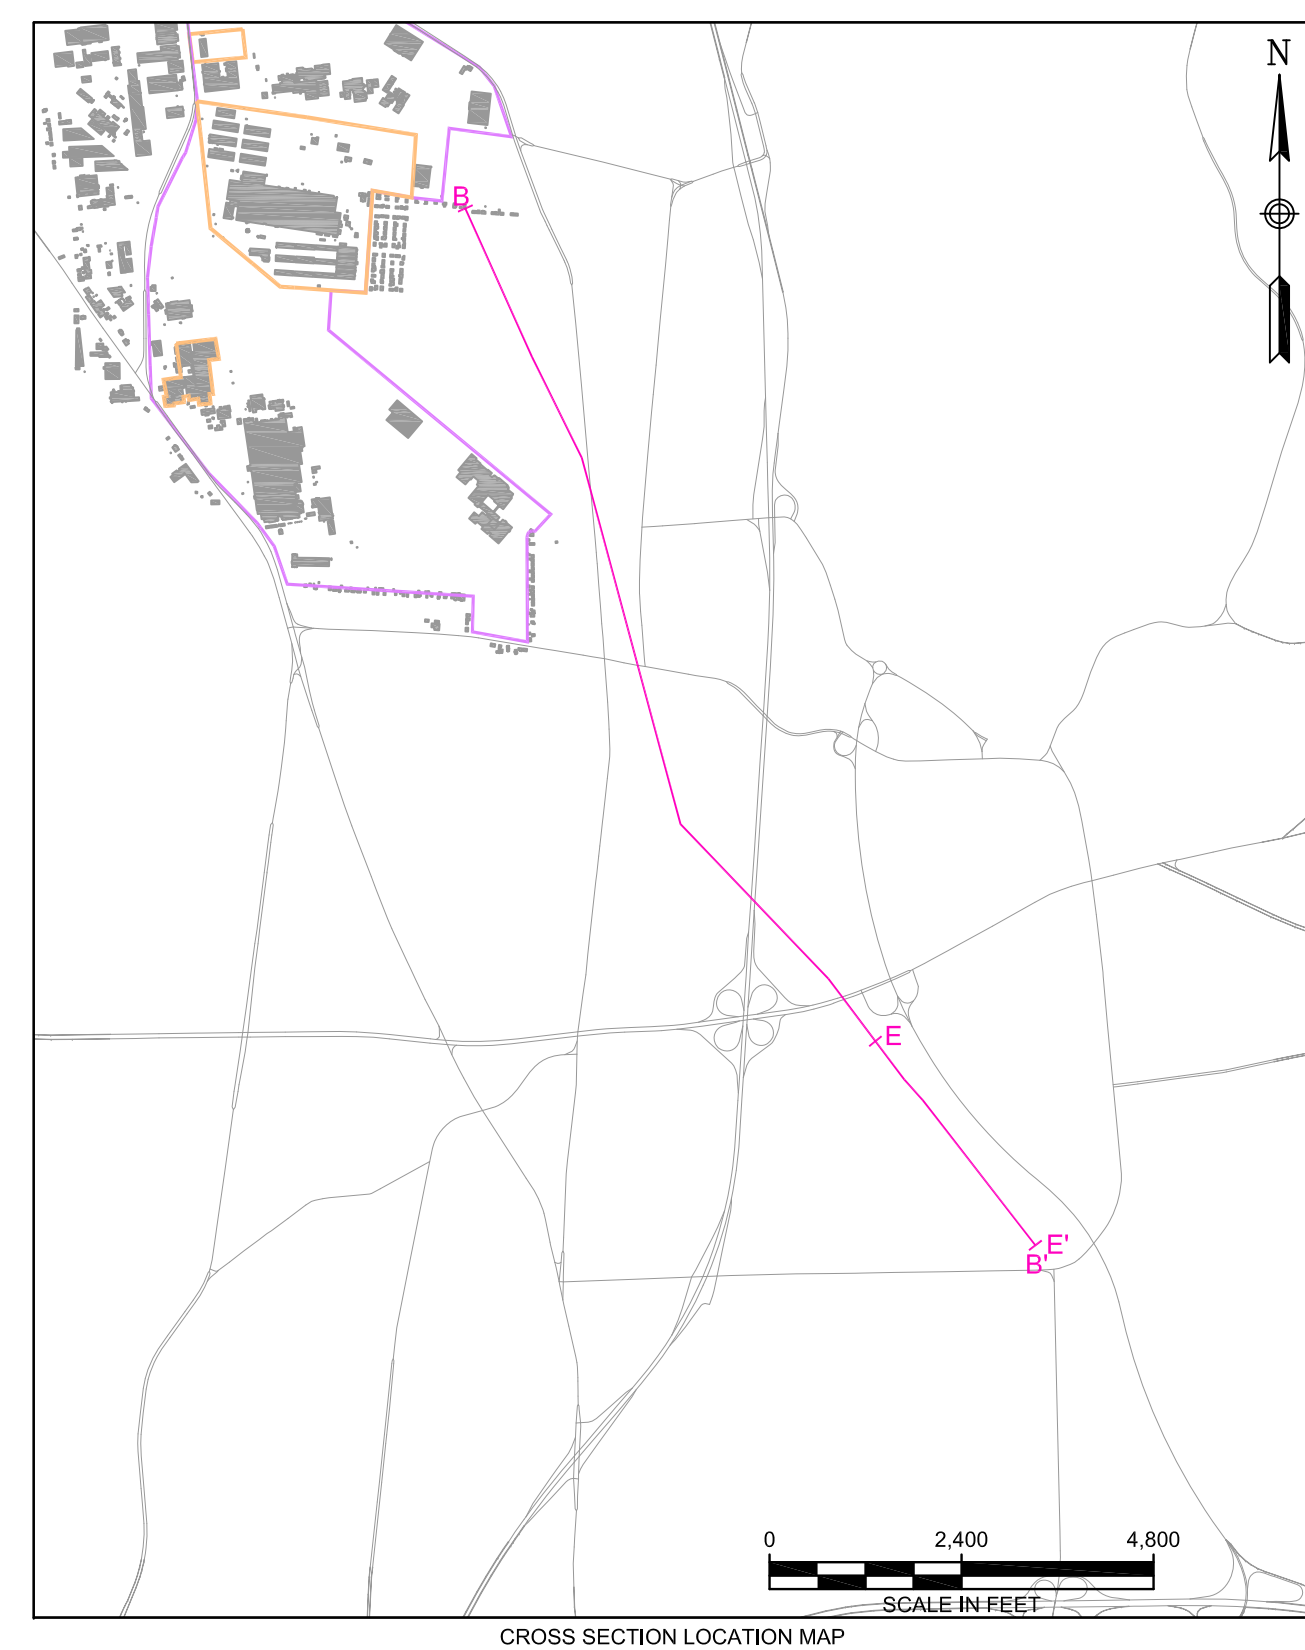 N
B
E
E'
B'
0 2,400 4,800
SCALE IN FEET
CROSS SECTION LOCATION MAP